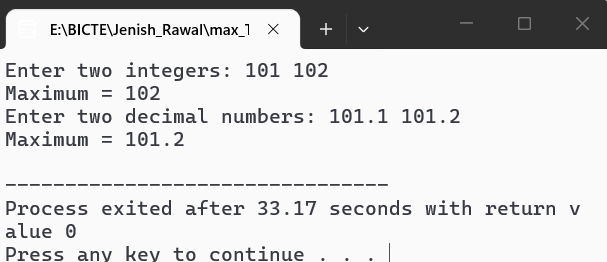 E:\BICTE\Jenish_Rawal\max_T
Enter two integers: 101 102
Maximum = 102
Enter two decimal numbers: 101.1 101.2
Maximum = 101.2
--------------------------------
Process exited after 33.17 seconds with return v
alue 0
Press any key to continue . . .